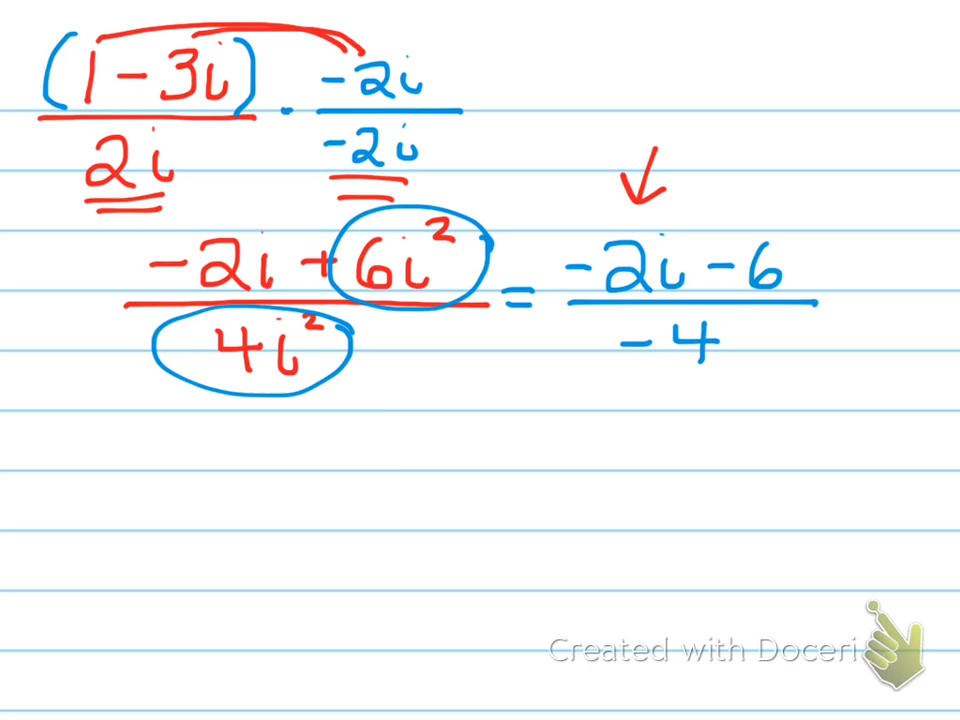 (1 - 3i) / 2i · -2i / -2i
-2i + 6i² / 4i² = -2i - 6 / -4
Created with Doceri